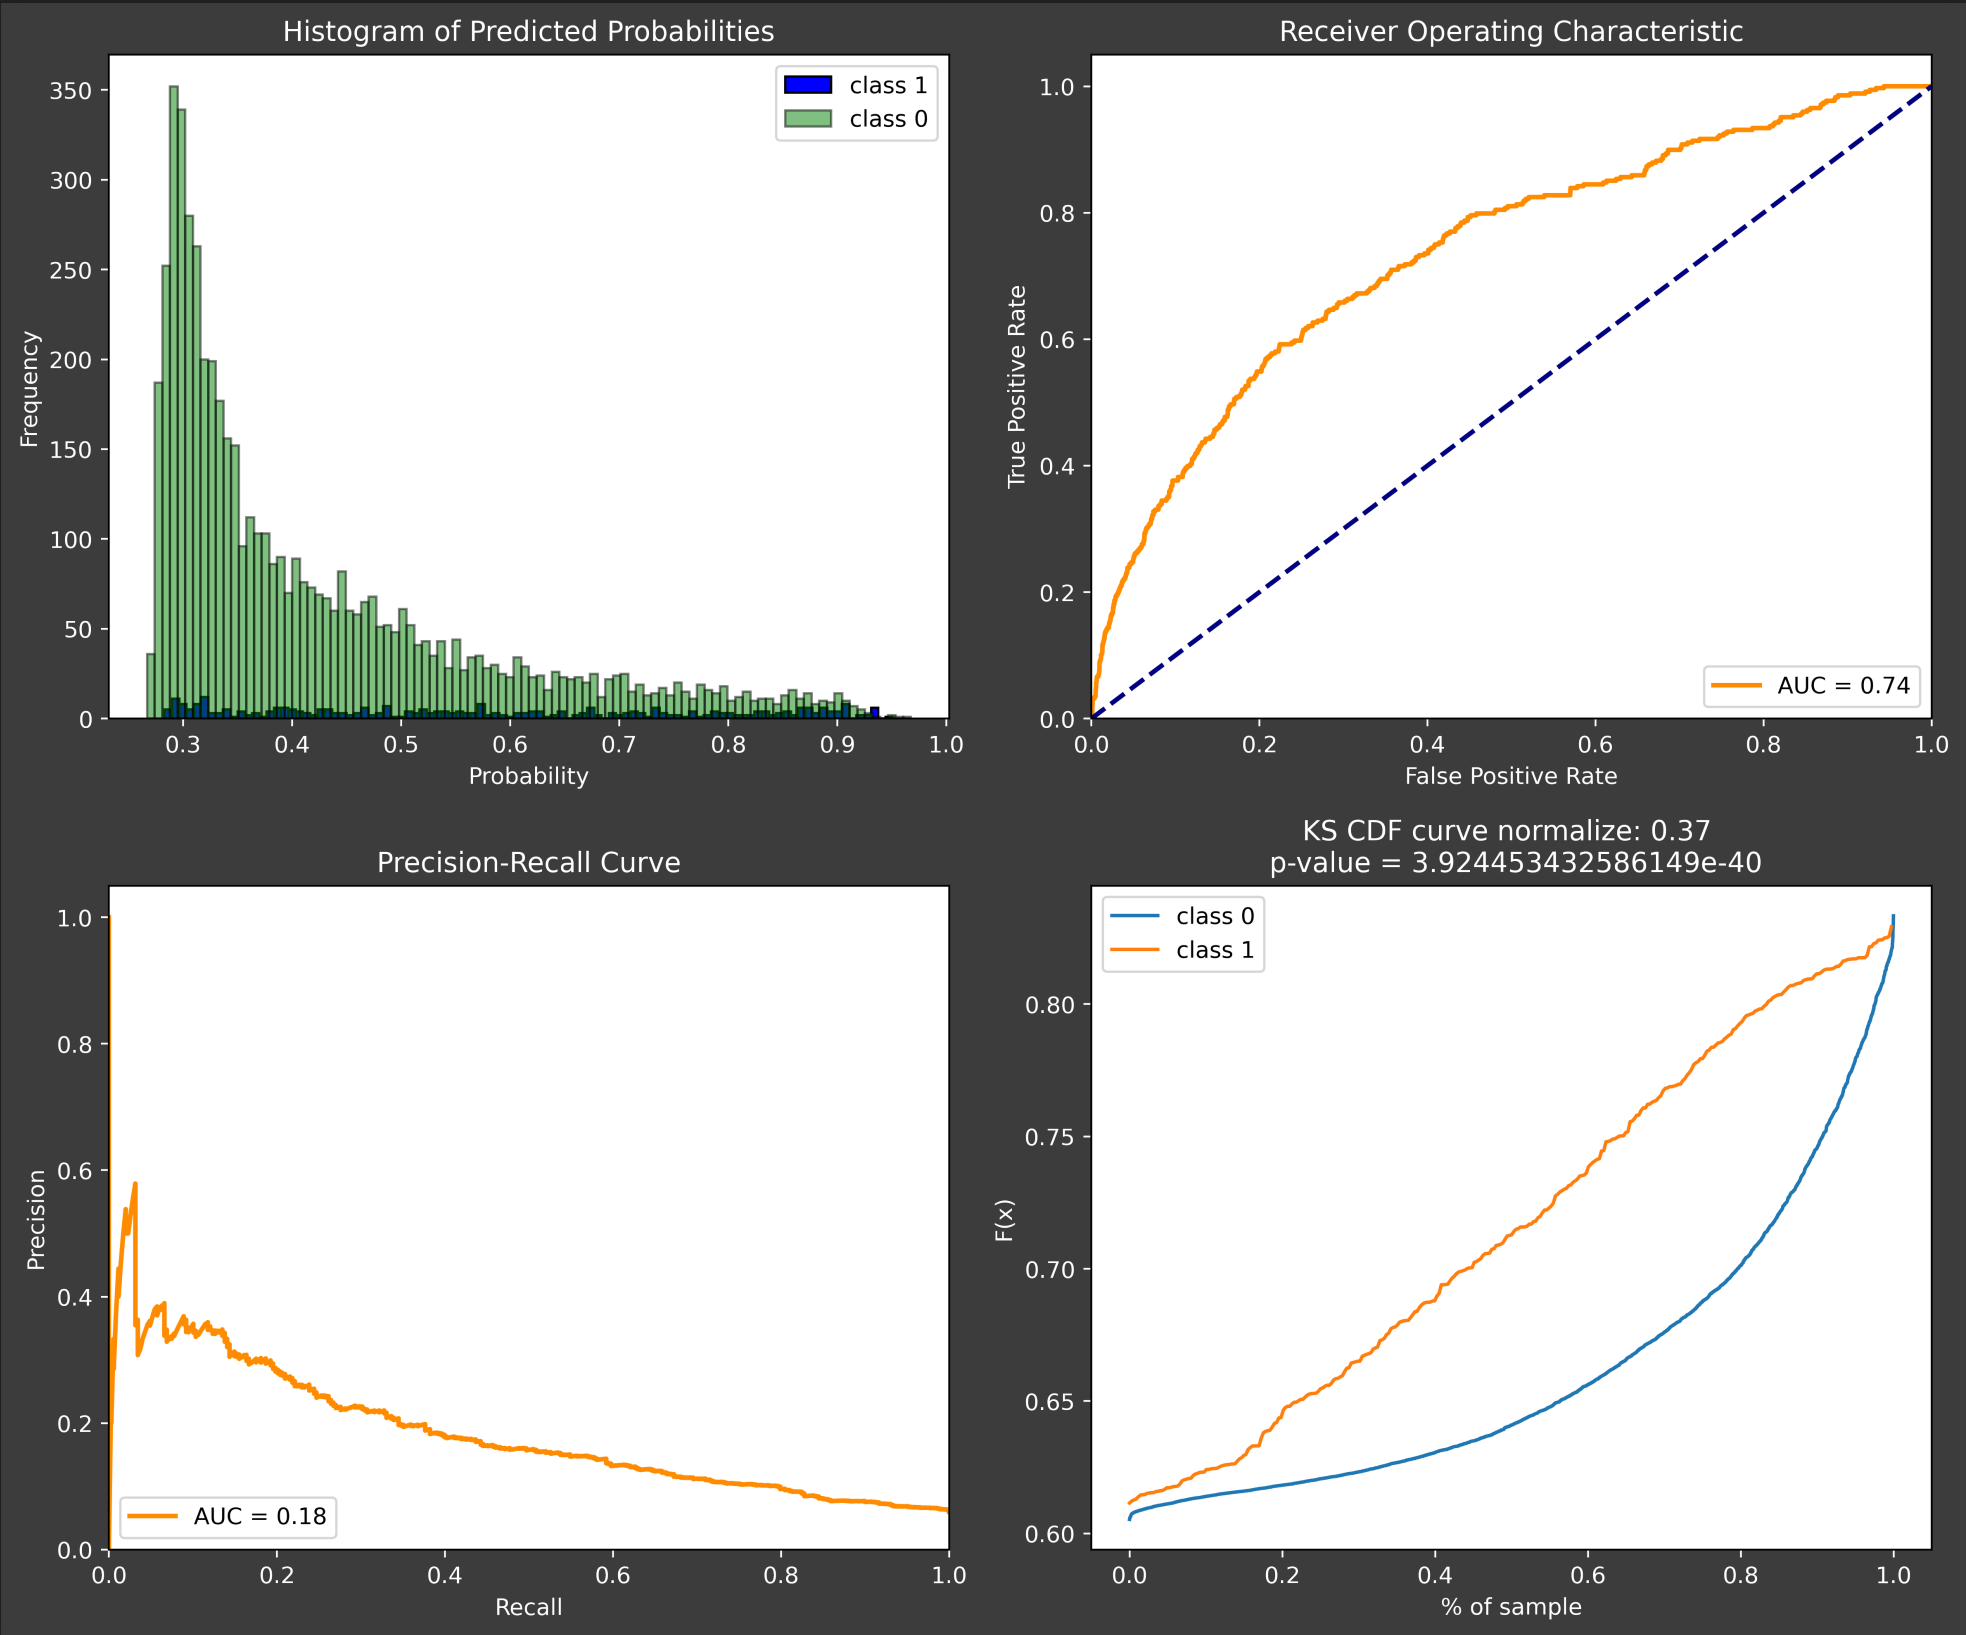 Histogram of Predicted Probabilities
350
300
250
200
150
100
50
0
Frequency
class 1
class 0
0.3 0.4 0.5 0.6 0.7 0.8 0.9 1.0
Probability
Receiver Operating Characteristic
1.0
0.8
0.6
0.4
0.2
0.0
True Positive Rate
AUC = 0.74
0.0 0.2 0.4 0.6 0.8 1.0
False Positive Rate
Precision-Recall Curve
1.0
0.8
0.6
0.4
0.2
0.0
Precision
AUC = 0.18
0.0 0.2 0.4 0.6 0.8 1.0
Recall
KS CDF curve normalize: 0.37
p-value = 3.924453432586149e-40
class 0
class 1
0.80
0.75
0.70
0.65
0.60
F(x)
0.0 0.2 0.4 0.6 0.8 1.0
% of sample